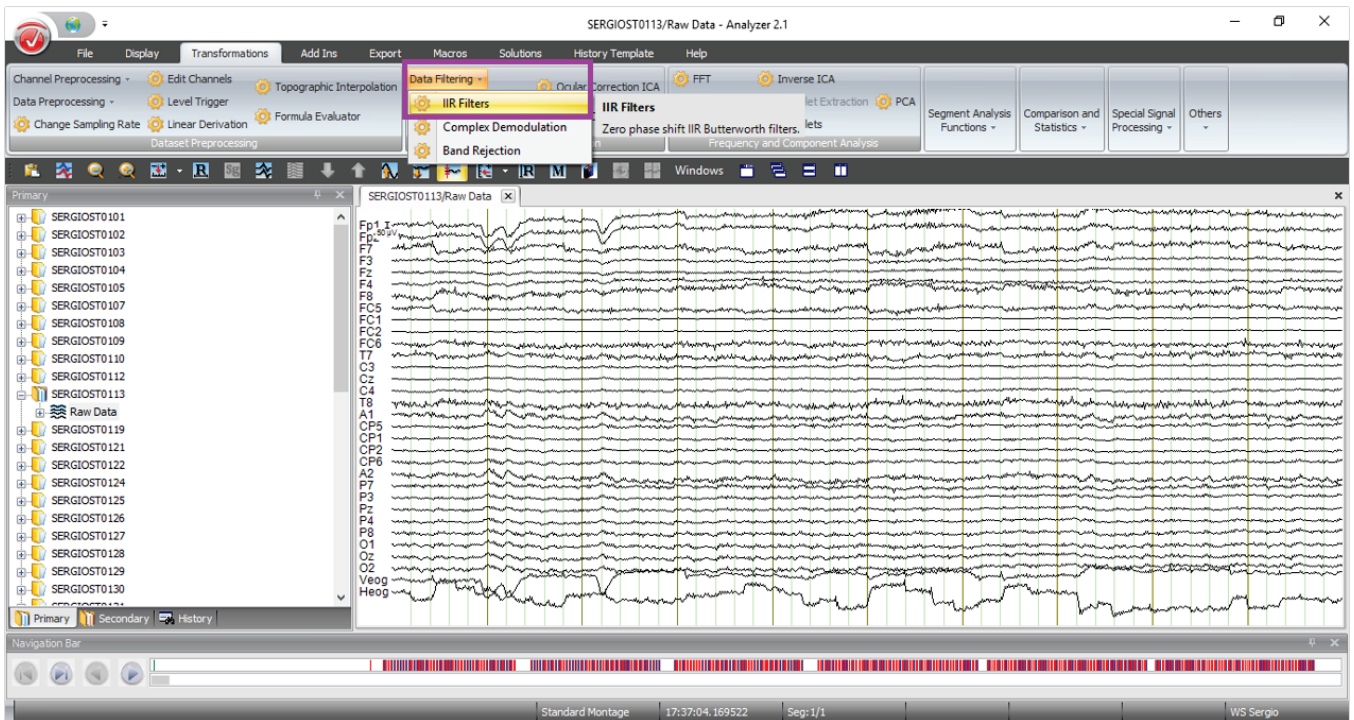 SERGIOST0113/Raw Data - Analyzer 2.1
File Display Transformations Add Ins Export Macros Solutions History Template Help
Channel Preprocessing Edit Channels Topographic Interpolation Data Filtering Ocular Correction ICA FFT Inverse ICA
Data Preprocessing Level Trigger Formula Evaluator IIR Filters IIR Filters let Extraction PCA Segment Analysis Functions Comparison and Statistics Special Signal Processing Others
Change Sampling Rate Linear Derivation Complex Demodulation Zero phase shift IIR Butterworth filters. lets
Dataset Preprocessing Band Rejection n Frequency and Component Analysis
R Sg R M Windows
Primary SERGIOST0113/Raw Data
SERGIOST0101
SERGIOST0102
SERGIOST0103
SERGIOST0104
SERGIOST0105
SERGIOST0107
SERGIOST0108
SERGIOST0109
SERGIOST0110
SERGIOST0112
SERGIOST0113
Raw Data
SERGIOST0119
SERGIOST0121
SERGIOST0122
SERGIOST0124
SERGIOST0125
SERGIOST0126
SERGIOST0127
SERGIOST0128
SERGIOST0129
SERGIOST0130
Primary Secondary History
Fp1
50 µV
Fp2
F7
F3
Fz
F4
F8
FC5
FC1
FC2
FC6
T7
C3
Cz
C4
T8
A1
CP5
CP1
CP2
CP6
A2
P7
P3
Pz
P4
P8
O1
Oz
O2
Veog
Heog
Navigation Bar
Standard Montage 17:37:04.169522 Seg: 1/1 WS Sergio